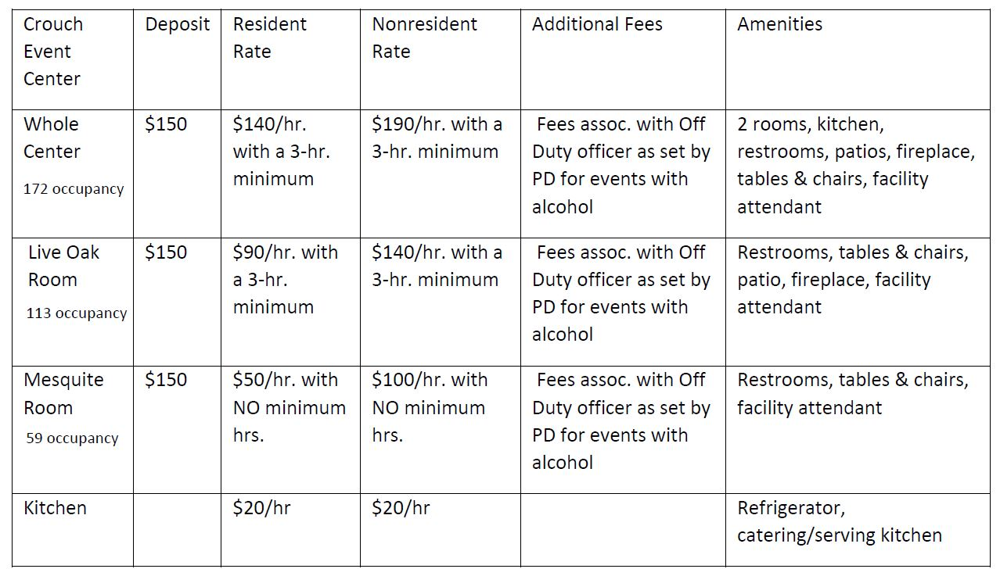 Crouch
Event
Center
Deposit
Resident
Rate
Nonresident
Rate
Additional Fees
Amenities
Whole
Center
172 occupancy
$150
$140/hr.
with a 3-hr.
minimum
$190/hr. with a
3-hr. minimum
Fees assoc. with Off
Duty officer as set by
PD for events with
alcohol
2 rooms, kitchen,
restrooms, patios, fireplace,
tables & chairs, facility
attendant
Live Oak
Room
113 occupancy
$150
$90/hr. with
a 3-hr.
minimum
$140/hr. with a
3-hr. minimum
Fees assoc. with Off
Duty officer as set by
PD for events with
alcohol
Restrooms, tables & chairs,
patio, fireplace, facility
attendant
Mesquite
Room
59 occupancy
$150
$50/hr. with
NO minimum
hrs.
$100/hr. with
NO minimum
hrs.
Fees assoc. with Off
Duty officer as set by
PD for events with
alcohol
Restrooms, tables & chairs,
facility attendant
Kitchen
$20/hr
$20/hr
Refrigerator,
catering/serving kitchen